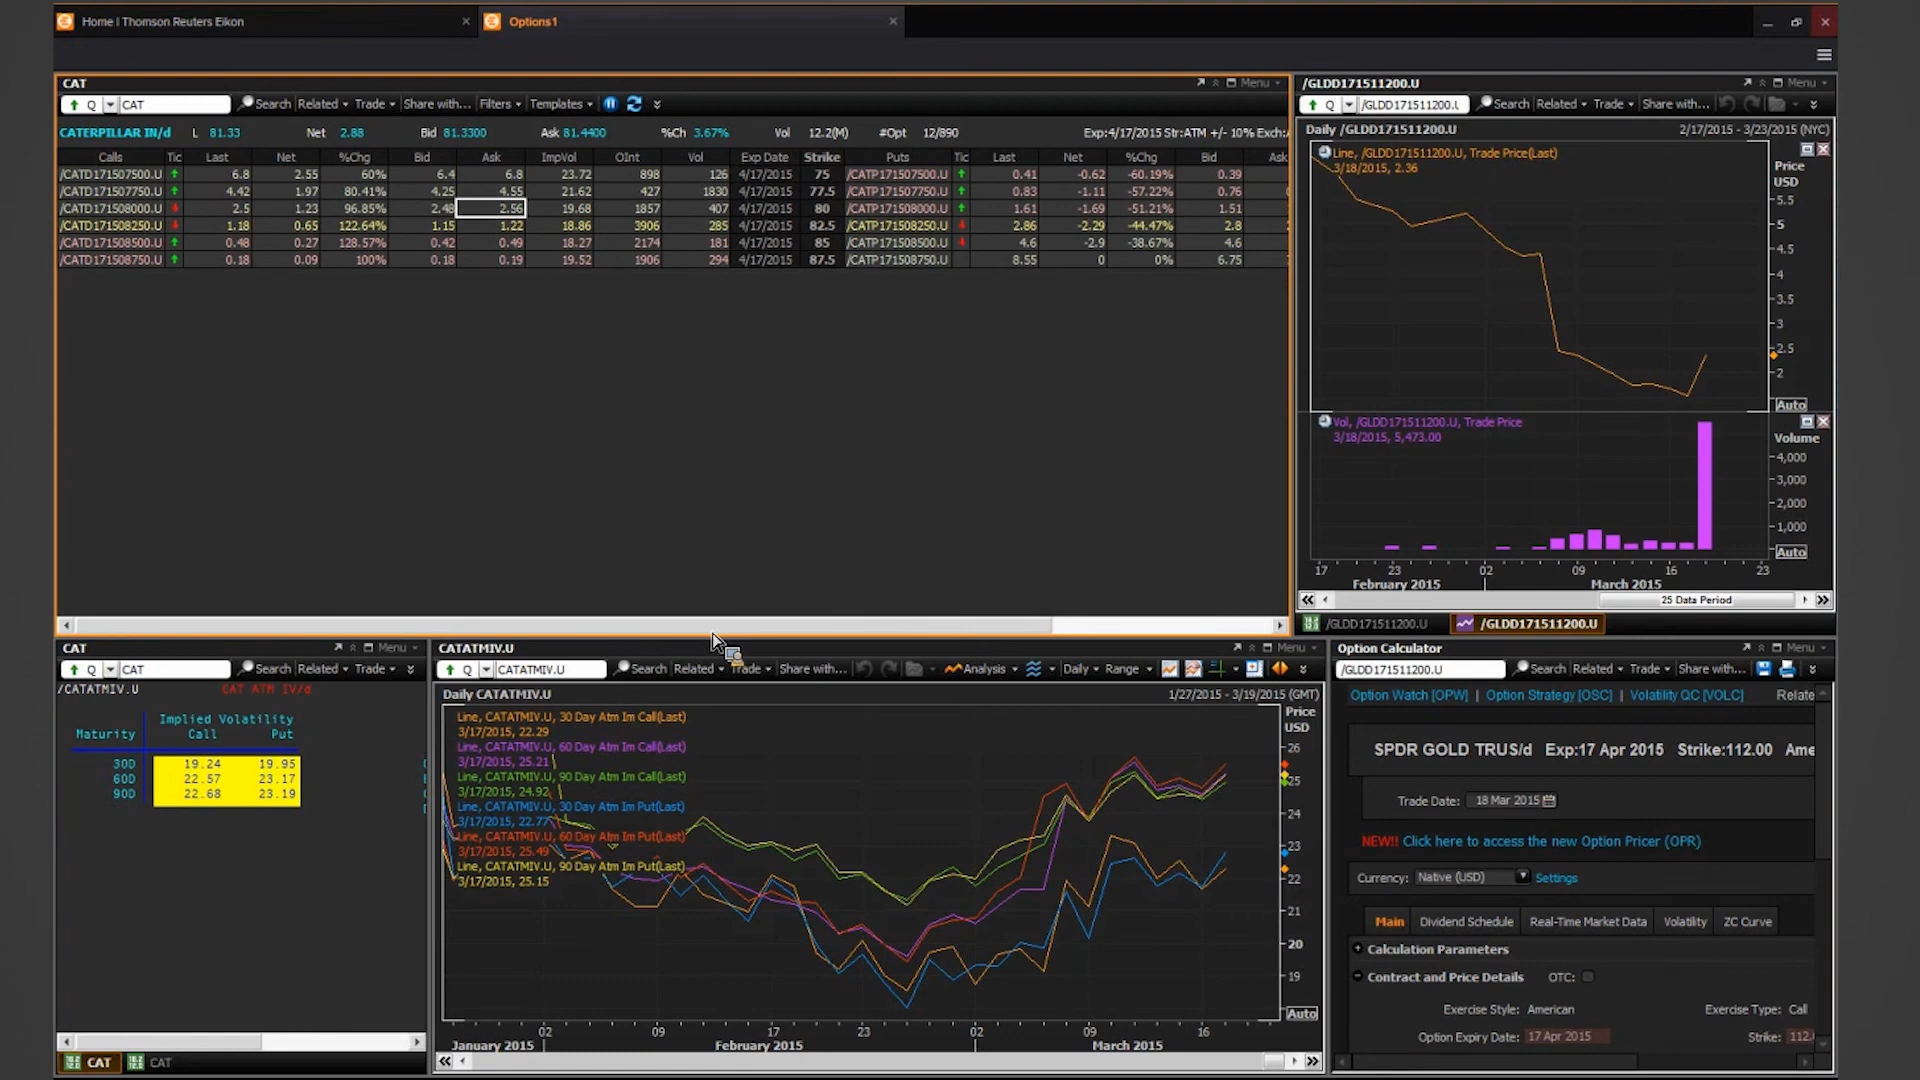 Home | Thomson Reuters Eikon
Options1
CAT
Menu
Q CAT Search Related Trade Share with... Filters Templates
CATERPILLAR IN/d L 81.33 Net 2.88 Bid 81.3300 Ask 81.4400 %Ch 3.67% Vol 12.2(M) #Opt 12/890 Exp:4/17/2015 Str:ATM +/- 10% Exch:
Calls Tic Last Net %Chg Bid Ask ImpVol OInt Vol Exp Date Strike Puts Tic Last Net %Chg Bid Ask
/CATD171507500.U 6.8 2.55 60% 6.4 6.8 23.72 898 126 4/17/2015 75 /CATP171507500.U 0.41 -0.62 -60.19% 0.39
/CATD171507750.U 4.42 1.97 80.41% 4.25 4.55 21.62 427 1830 4/17/2015 77.5 /CATP171507750.U 0.83 -1.11 -57.22% 0.76
/CATD171508000.U 2.5 1.23 96.85% 2.48 2.56 19.68 1857 407 4/17/2015 80 /CATP171508000.U 1.61 -1.69 -51.21% 1.51
/CATD171508250.U 1.18 0.65 122.64% 1.15 1.22 18.86 3906 285 4/17/2015 82.5 /CATP171508250.U 2.86 -2.29 -44.47% 2.8
/CATD171508500.U 0.48 0.27 128.57% 0.42 0.49 18.27 2174 181 4/17/2015 85 /CATP171508500.U 4.6 -2.9 -38.67% 4.6
/CATD171508750.U 0.18 0.09 100% 0.18 0.19 19.52 1906 294 4/17/2015 87.5 /CATP171508750.U 8.55 0 0% 6.75
/GLDD171511200.U
Menu
Q /GLDD171511200.U Search Related Trade Share with...
Daily /GLDD171511200.U 2/17/2015 - 3/23/2015 (NYC)
Line, /GLDD171511200.U, Trade Price(Last)
3/18/2015, 2.36
Price
USD
5.5
5
4.5
4
3.5
3
2.5
2
Auto
Vol, /GLDD171511200.U, Trade Price
3/18/2015, 5,473.00
Volume
4,000
3,000
2,000
1,000
Auto
17 23 02 09 16 23
February 2015 March 2015
25 Data Period
/GLDD171511200.U /GLDD171511200.U
CAT
Menu
Q CAT Search Related Trade
/CATATMIV.U CAT ATM IV/d
Implied Volatility
Maturity Call Put
30D 19.24 19.95
60D 22.57 23.17
90D 22.68 23.19
CAT CAT
CATATMIV.U
Menu
Q CATATMIV.U Search Related Trade Share with... Analysis Daily Range
Daily CATATMIV.U 1/27/2015 - 3/19/2015 (GMT)
Line, CATATMIV.U, 30 Day Atm Im Call(Last)
3/17/2015, 22.29
Line, CATATMIV.U, 60 Day Atm Im Call(Last)
3/17/2015, 25.21
Line, CATATMIV.U, 90 Day Atm Im Call(Last)
3/17/2015, 24.92
Line, CATATMIV.U, 30 Day Atm Im Put(Last)
3/17/2015, 22.77
Line, CATATMIV.U, 60 Day Atm Im Put(Last)
3/17/2015, 25.49
Line, CATATMIV.U, 90 Day Atm Im Put(Last)
3/17/2015, 25.15
Price
USD
26
25
24
23
22
21
20
19
Auto
02 09 17 23 02 09 16
January 2015 February 2015 March 2015
Option Calculator
Menu
/GLDD171511200.U Search Related Trade Share with...
Option Watch [OPW] | Option Strategy [OSC] | Volatility QC [VOLC] Relate
SPDR GOLD TRUS/d Exp:17 Apr 2015 Strike:112.00 Ame
Trade Date: 18 Mar 2015
NEW!! Click here to access the new Option Pricer (OPR)
Currency: Native (USD) Settings
Main Dividend Schedule Real-Time Market Data Volatility ZC Curve
Calculation Parameters
Contract and Price Details OTC:
Exercise Style: American Exercise Type: Call
Option Expiry Date: 17 Apr 2015 Strike: 112.